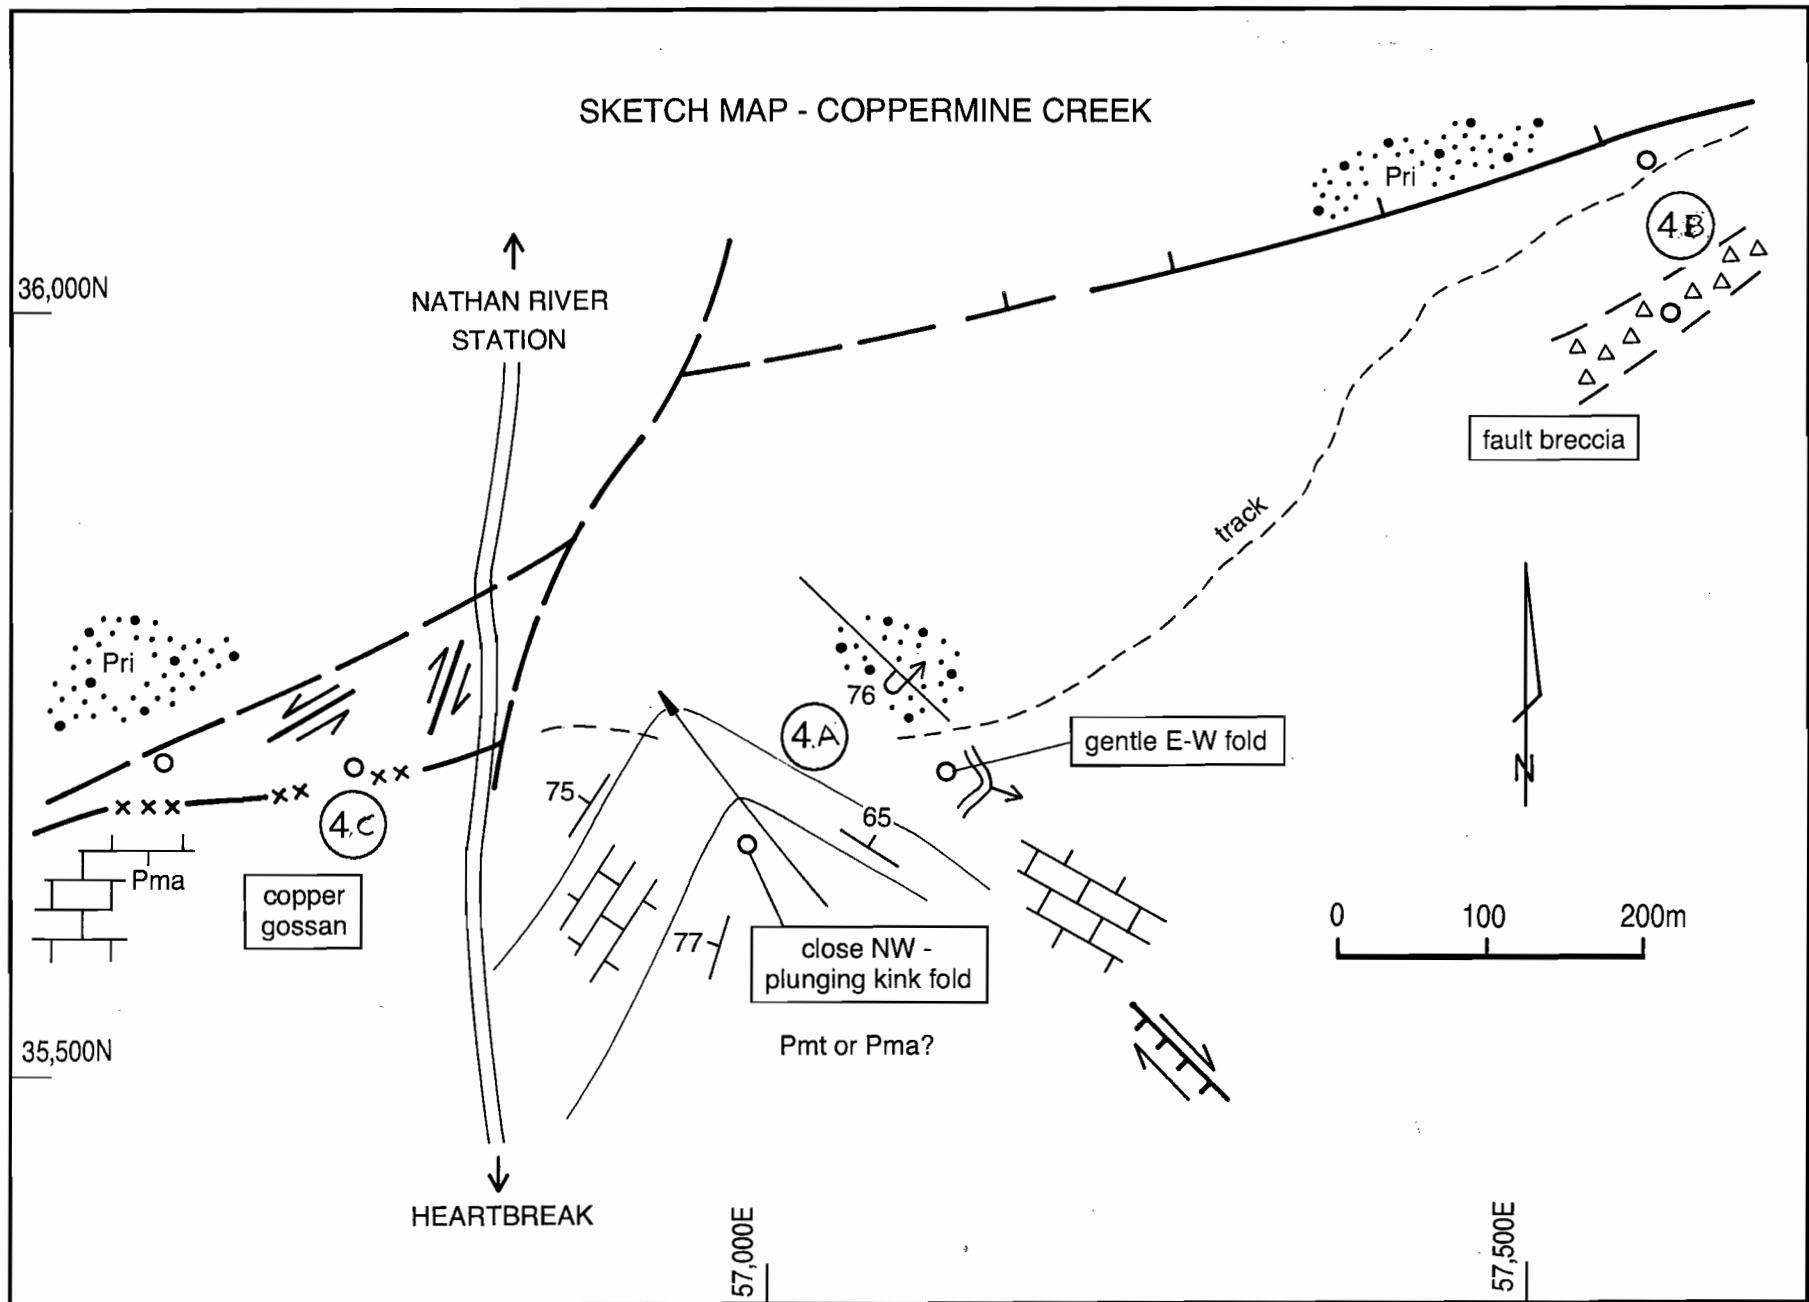 SKETCH MAP - COPPERMINE CREEK
Pri
4.B
36,000N
NATHAN RIVER
STATION
fault breccia
track
Pri
76
4.A
gentle E-W fold
N
75
65
4.C
Pma
copper
gossan
77
close NW -
plunging kink fold
0 100 200m
Pmt or Pma?
35,500N
HEARTBREAK
57,000E
57,500E